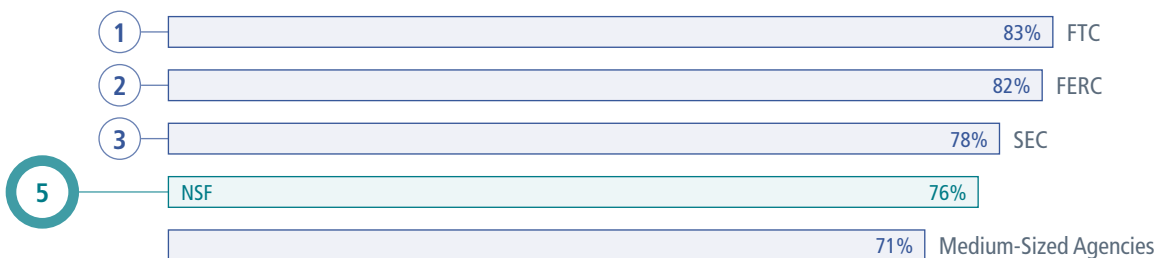 1 83% FTC
2 82% FERC
3 78% SEC
5 NSF 76%
71% Medium-Sized Agencies